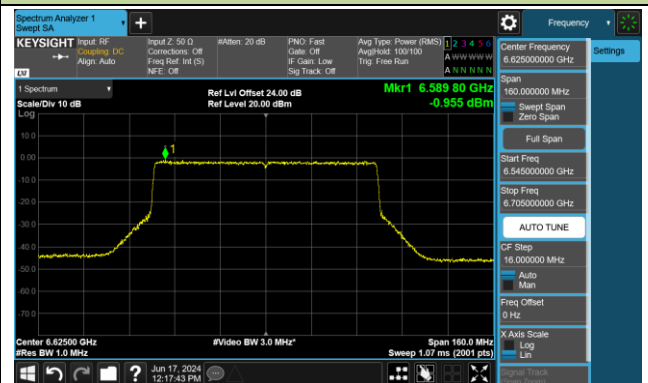 Spectrum Analyzer 1
Swept SA
Frequency
KEYSIGHT
Input: RF
Coupling: DC
Align: Auto
Input Z: 50 Ω
Corrections: Off
Freq Ref: Int (S)
NFE: Off
#Atten: 20 dB
PNO: Fast
Gate: Off
IF Gain: Low
Sig Track: Off
Avg Type: Power (RMS)
Avg|Hold: 100/100
Trig: Free Run
1 2 3 4 5 6
A W W W W W
A N N N N N
LXI
1 Spectrum
Scale/Div 10 dB
Log
Ref Lvl Offset 24.00 dB
Ref Level 20.00 dBm
Mkr1 6.589 80 GHz
-0.955 dBm
1
10.0
0.00
-10.0
-20.0
-30.0
-40.0
-50.0
-60.0
-70.0
Center 6.62500 GHz
#Res BW 1.0 MHz
#Video BW 3.0 MHz*
Span 160.0 MHz
Sweep 1.07 ms (2001 pts)
Center Frequency
6.625000000 GHz
Settings
Span
160.000000 MHz
Swept Span
Zero Span
Full Span
Start Freq
6.545000000 GHz
Stop Freq
6.705000000 GHz
AUTO TUNE
CF Step
16.000000 MHz
Auto
Man
Freq Offset
0 Hz
X Axis Scale
Log
Lin
Signal Track
Jun 17, 2024
12:17:43 PM